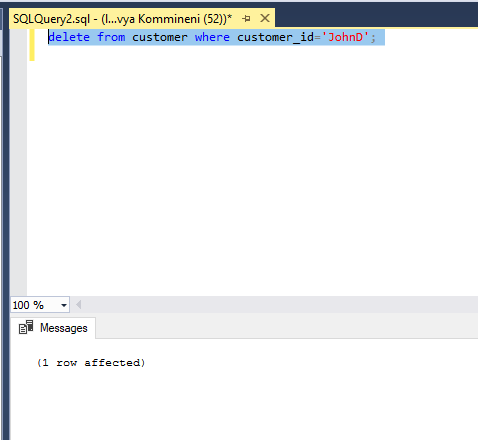 SQLQuery2.sql - (l...vya Kommineni (52))*
delete from customer where customer_id='JohnD';
100 %
Messages
(1 row affected)